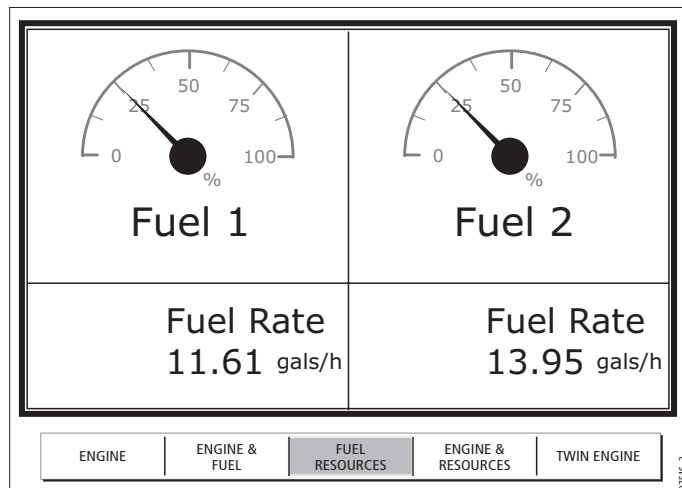 0
25
50
75
100
%
Fuel 1
0
25
50
75
100
%
Fuel 2
Fuel Rate
11.61 gals/h
Fuel Rate
13.95 gals/h
ENGINE
ENGINE &
FUEL
FUEL
RESOURCES
ENGINE &
RESOURCES
TWIN ENGINE